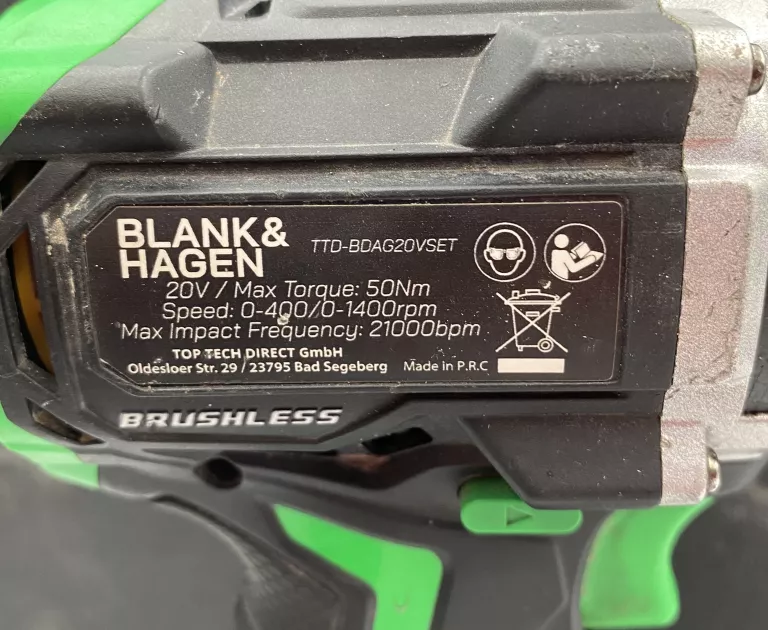 BLANK&
HAGEN
TTD-BDAG20VSET
20V / Max Torque: 50Nm
Speed: 0-400/0-1400rpm
Max Impact Frequency: 21000bpm
TOP TECH DIRECT GmbH
Oldesloer Str. 29 / 23795 Bad Segeberg
Made in P.R.C
BRUSHLESS